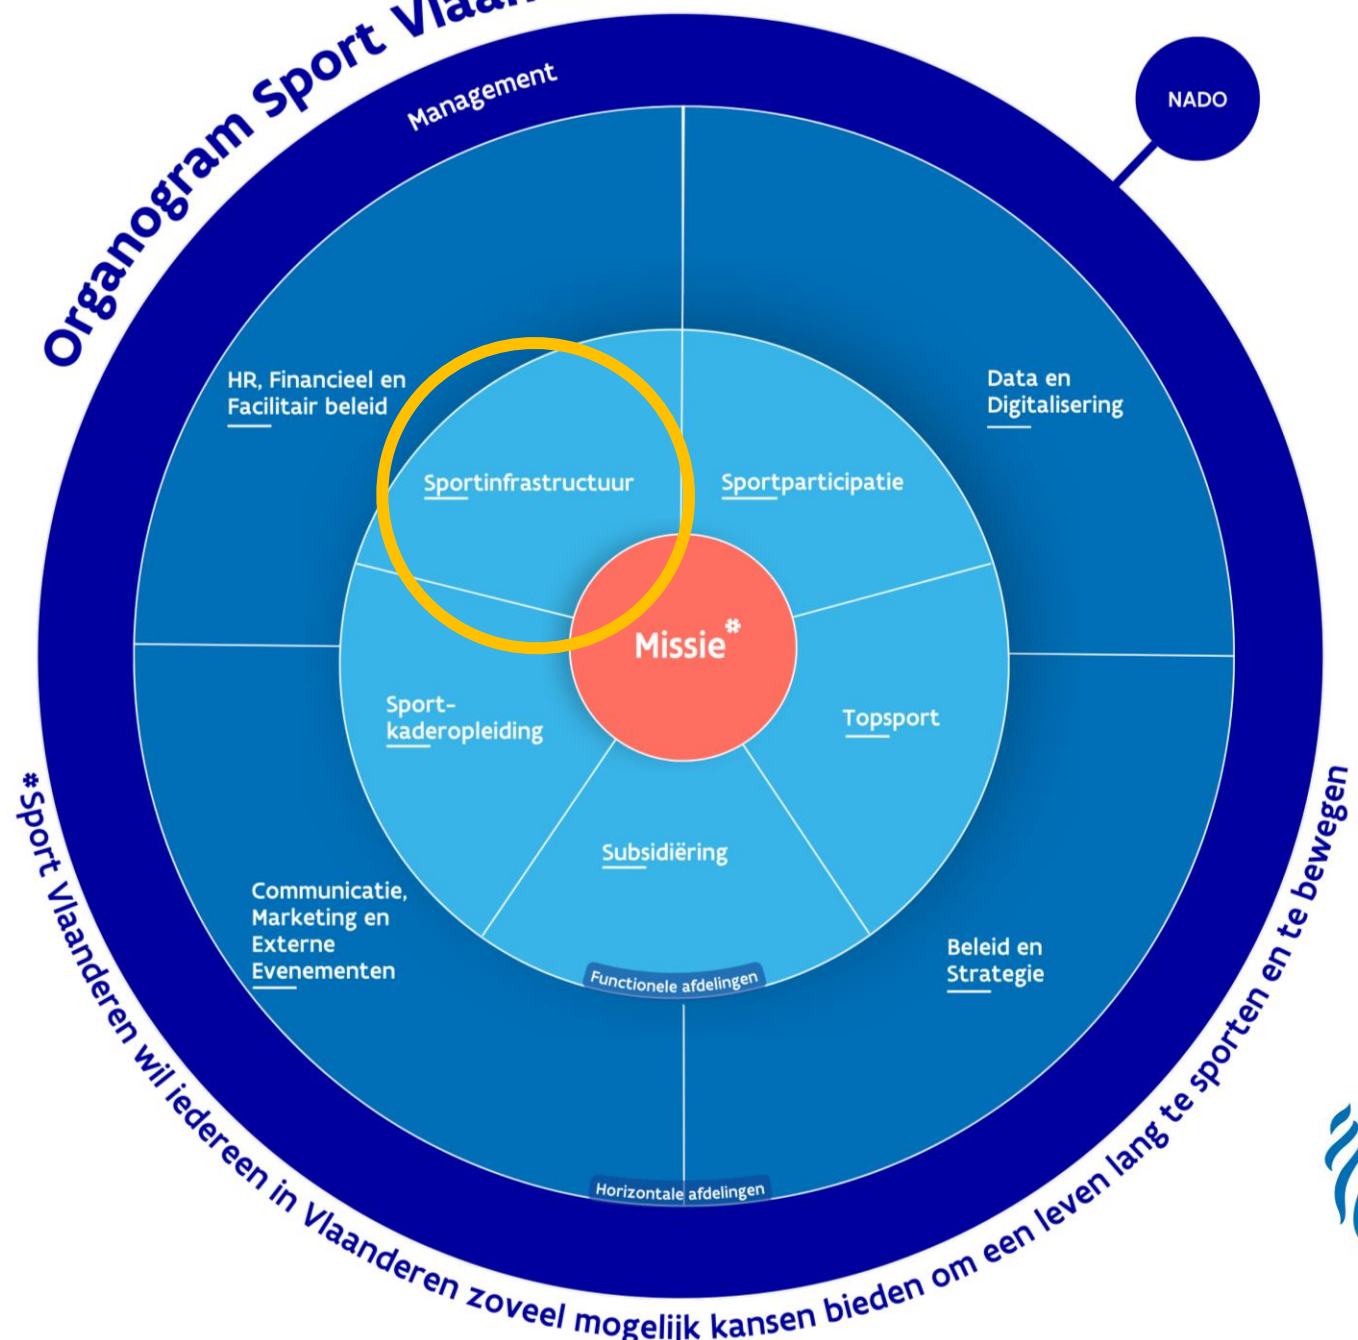 Organogram Sport
Management
NADO
HR, Financieel en
Facilitair beleid
Data en
Digitalisering
Sportinfrastructuur
Sportparticipatie
Missie*
Sport-
kaderopleiding
Topsport
Subsidiëring
Communicatie,
Marketing en
Externe
Evenementen
Beleid en
Strategie
Functionele afdelingen
Horizontale afdelingen
*Sport Vlaanderen wil iedereen in Vlaanderen zoveel mogelijk kansen bieden om een leven lang te sporten en te bewegen